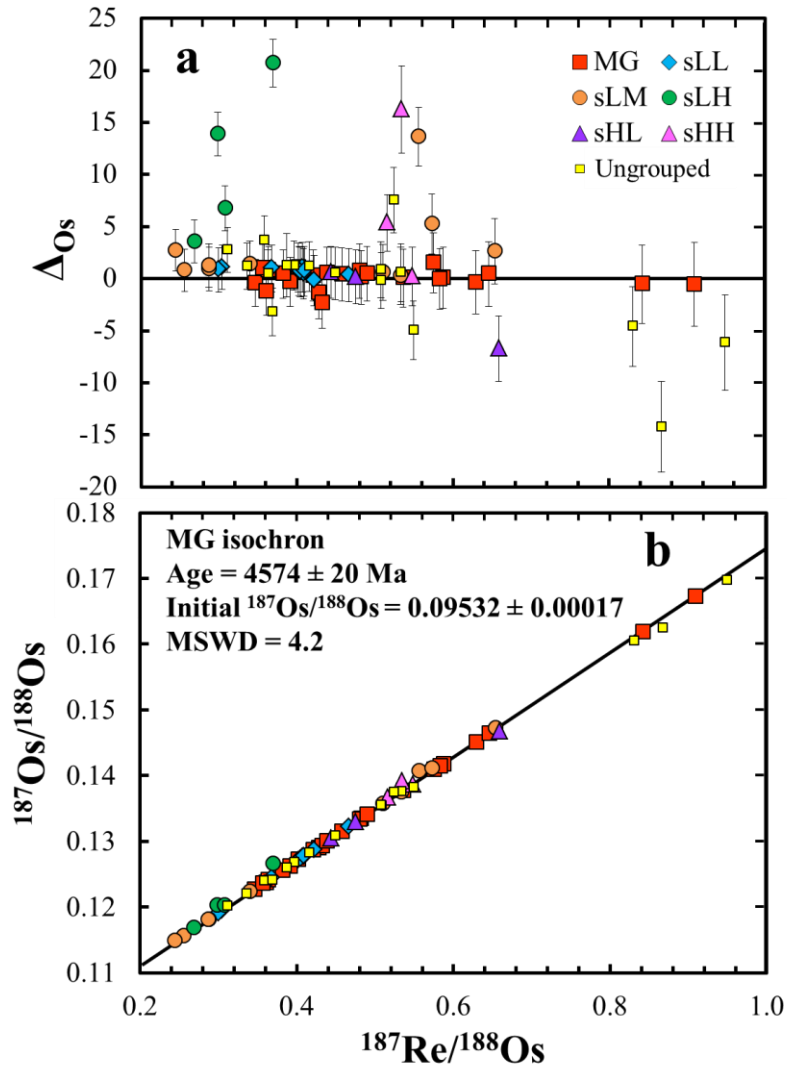 25
20
15
10
5
0
-5
-10
-15
-20
Δ_Os
a
MG sLL
sLM sLH
sHL sHH
Ungrouped
0.18
0.17
0.16
0.15
0.14
0.13
0.12
0.11
¹⁸⁷Os/¹⁸⁸Os
b
MG isochron
Age = 4574 ± 20 Ma
Initial ¹⁸⁷Os/¹⁸⁸Os = 0.09532 ± 0.00017
MSWD = 4.2
0.2 0.4 0.6 0.8 1.0
¹⁸⁷Re/¹⁸⁸Os